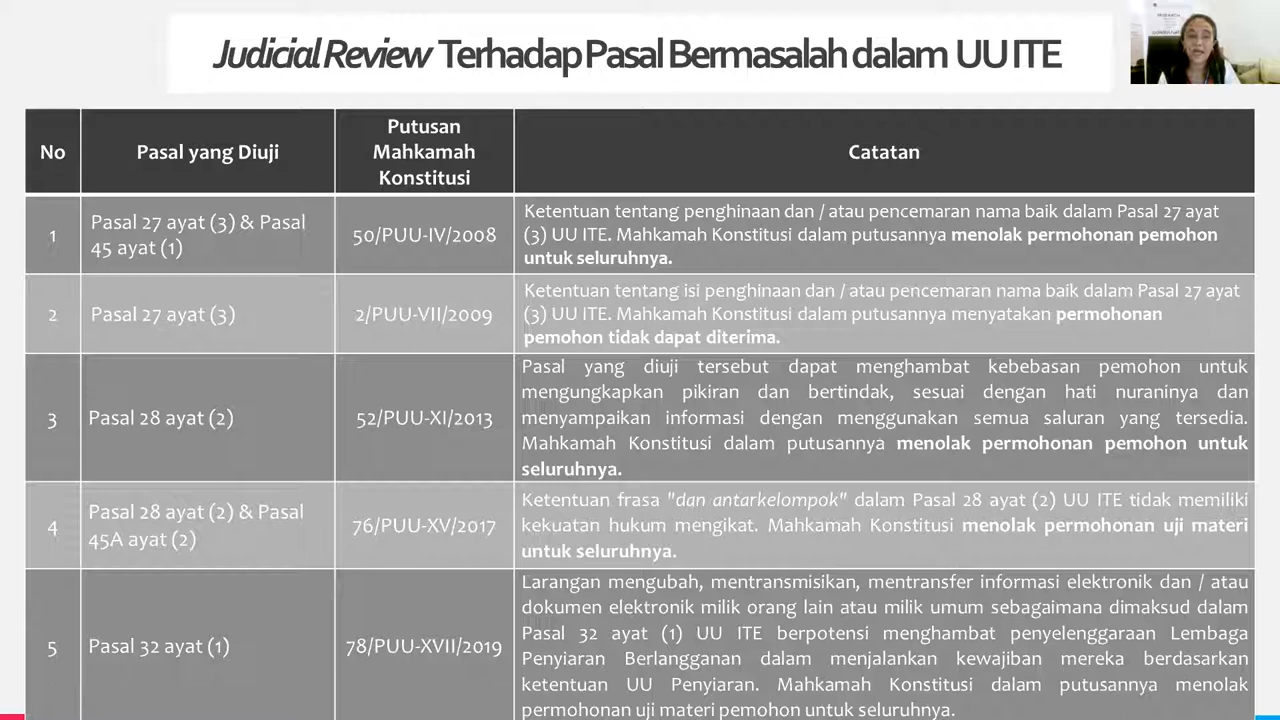 Judicial Review Terhadap Pasal Bermasalah dalam UU ITE
No
Pasal yang Diuji
Putusan
Mahkamah
Konstitusi
Catatan
1
Pasal 27 ayat (3) & Pasal
45 ayat (1)
50/PUU-IV/2008
Ketentuan tentang penghinaan dan / atau pencemaran nama baik dalam Pasal 27 ayat
(3) UU ITE. Mahkamah Konstitusi dalam putusannya menolak permohonan pemohon
untuk seluruhnya.
2
Pasal 27 ayat (3)
2/PUU-VII/2009
Ketentuan tentang isi penghinaan dan / atau pencemaran nama baik dalam Pasal 27 ayat
(3) UU ITE. Mahkamah Konstitusi dalam putusannya menyatakan permohonan
pemohon tidak dapat diterima.
3
Pasal 28 ayat (2)
52/PUU-XI/2013
Pasal yang diuji tersebut dapat menghambat kebebasan pemohon untuk
mengungkapkan pikiran dan bertindak, sesuai dengan hati nuraninya dan
menyampaikan informasi dengan menggunakan semua saluran yang tersedia.
Mahkamah Konstitusi dalam putusannya menolak permohonan pemohon untuk
seluruhnya.
4
Pasal 28 ayat (2) & Pasal
45A ayat (2)
76/PUU-XV/2017
Ketentuan frasa "dan antarkelompok" dalam Pasal 28 ayat (2) UU ITE tidak memiliki
kekuatan hukum mengikat. Mahkamah Konstitusi menolak permohonan uji materi
untuk seluruhnya.
5
Pasal 32 ayat (1)
78/PUU-XVII/2019
Larangan mengubah, mentransmisikan, mentransfer informasi elektronik dan / atau
dokumen elektronik milik orang lain atau milik umum sebagaimana dimaksud dalam
Pasal 32 ayat (1) UU ITE berpotensi menghambat penyelenggaraan Lembaga
Penyiaran Berlangganan dalam menjalankan kewajiban mereka berdasarkan
ketentuan UU Penyiaran. Mahkamah Konstitusi dalam putusannya menolak
permohonan uji materi pemohon untuk seluruhnya.